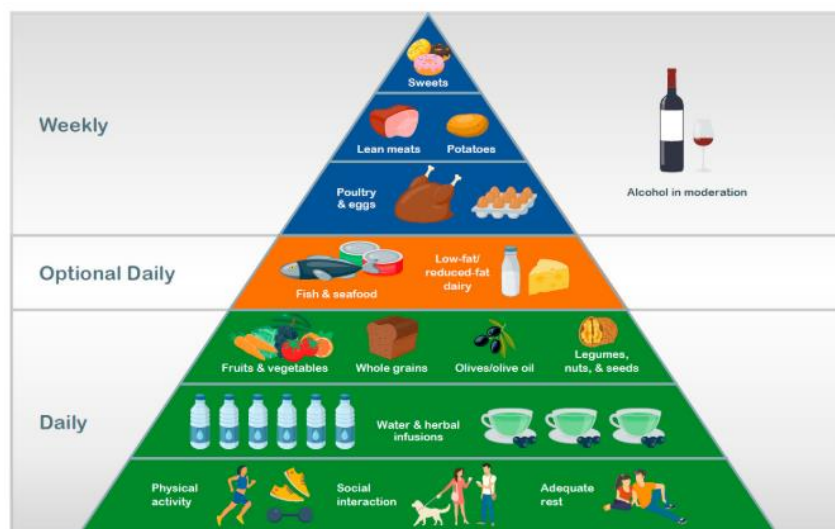 Sweets
Weekly
Lean meats
Potatoes
Poultry
& eggs
Alcohol in moderation
Optional Daily
Fish & seafood
Low-fat/
reduced-fat
dairy
Fruits & vegetables
Whole grains
Olives/olive oil
Legumes,
nuts, & seeds
Daily
Water & herbal
infusions
Physical
activity
Social
interaction
Adequate
rest